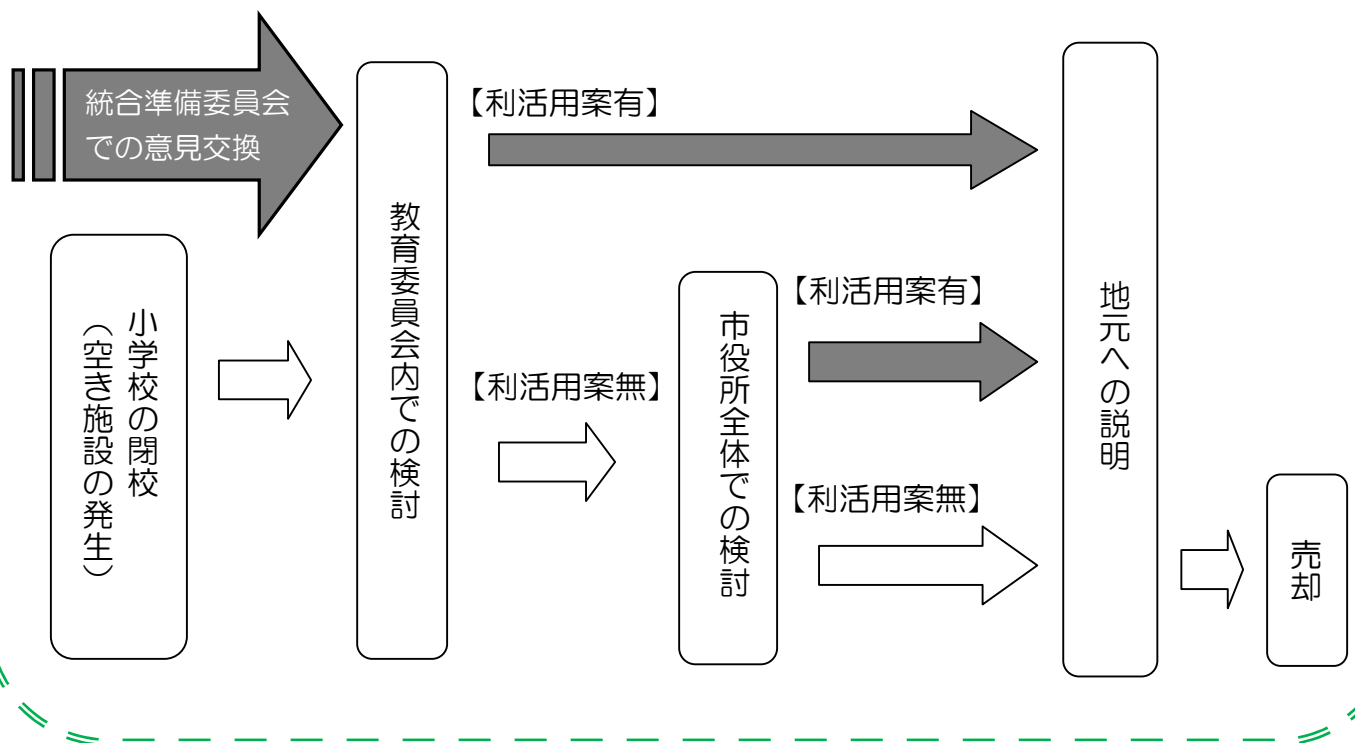 統合準備委員会
での意見交換
小学校の閉校
(空き施設の発生)
教育委員会内での検討
【利活用案有】
【利活用案無】
市役所全体での検討
【利活用案有】
【利活用案無】
地元への説明
売却